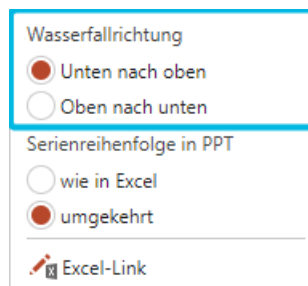 Wasserfallrichtung
Unten nach oben
Oben nach unten
Serienreihenfolge in PPT
wie in Excel
umgekehrt
Excel-Link